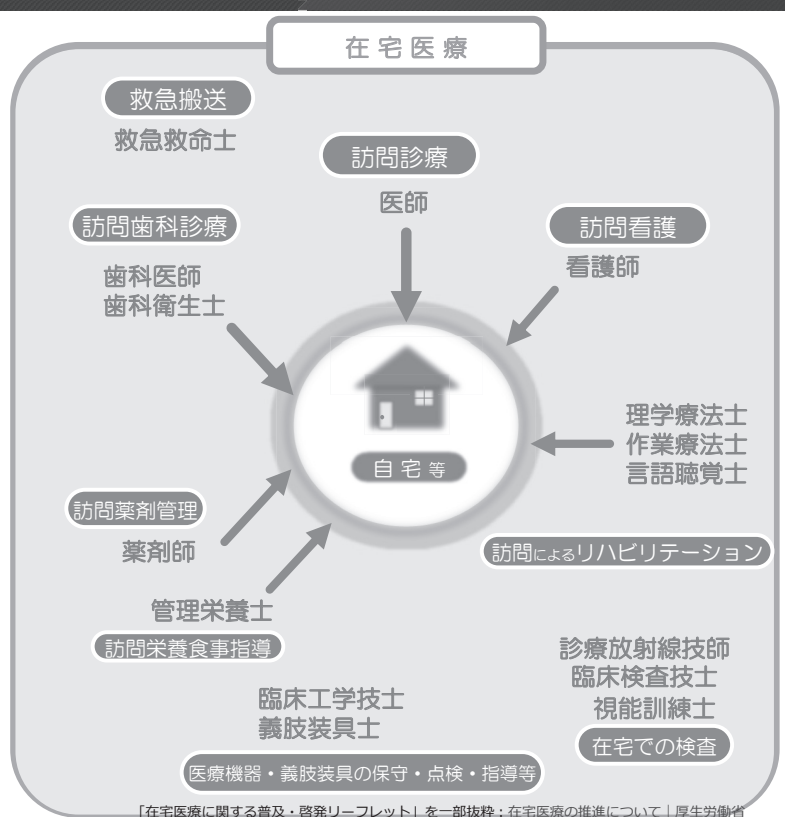 在宅医療
救急搬送
救急救命士
訪問診療
医師
訪問歯科診療
歯科医師
歯科衛生士
訪問看護
看護師
自宅等
理学療法士
作業療法士
言語聴覚士
訪問によるリハビリテーション
訪問薬剤管理
薬剤師
管理栄養士
訪問栄養食事指導
臨床工学技士
義肢装具士
医療機器・義肢装具の保守・点検・指導等
診療放射線技師
臨床検査技士
視能訓練士
在宅での検査
「在宅医療に関する普及・啓発リーフレット」を一部抜粋：在宅医療の推進について｜厚生労働省